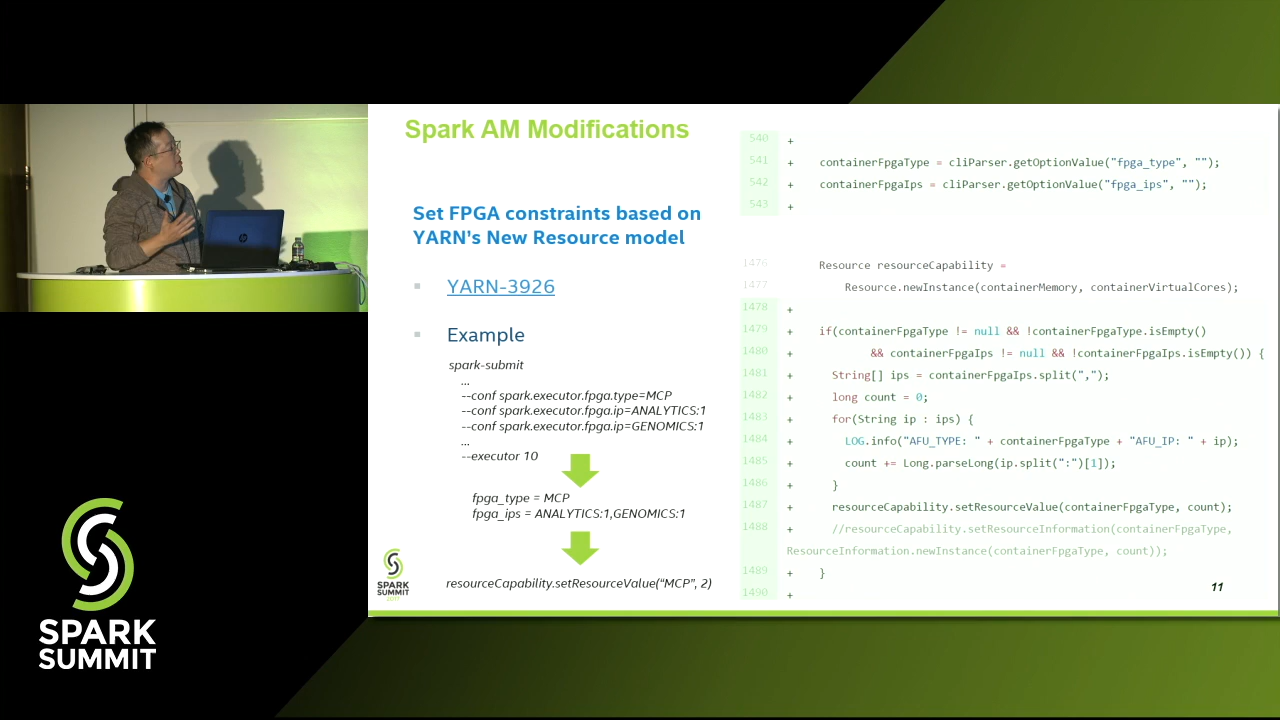 Spark AM Modifications
Set FPGA constraints based on
YARN's New Resource model
YARN-3926
Example
spark-submit
...
--conf spark.executor.fpga.type=MCP
--conf spark.executor.fpga.ip=ANALYTICS:1
--conf spark.executor.fpga.ip=GENOMICS:1
...
--executor 10
fpga_type = MCP
fpga_ips = ANALYTICS:1,GENOMICS:1
resourceCapability.setResourceValue("MCP", 2)
540 +
541 + containerFpgaType = cliParser.getOptionValue("fpga_type", "");
542 + containerFpgaIps = cliParser.getOptionValue("fpga_ips", "");
543 +
1476 Resource resourceCapability =
1477 Resource.newInstance(containerMemory, containerVirtualCores);
1478 +
1479 + if(containerFpgaType != null && !containerFpgaType.isEmpty()
1480 + && containerFpgaIps != null && !containerFpgaIps.isEmpty()) {
1481 + String[] ips = containerFpgaIps.split(",");
1482 + long count = 0;
1483 + for(String ip : ips) {
1484 + LOG.info("AFU_TYPE: " + containerFpgaType + "AFU_IP: " + ip);
1485 + count += Long.parseLong(ip.split(":")[1]);
1486 + }
1487 + resourceCapability.setResourceValue(containerFpgaType, count);
1488 + //resourceCapability.setResourceInformation(containerFpgaType,
ResourceInformation.newInstance(containerFpgaType, count));
1489 + }
1490 +
11
SPARK
SUMMIT
2017
hp
SPARK
SUMMIT